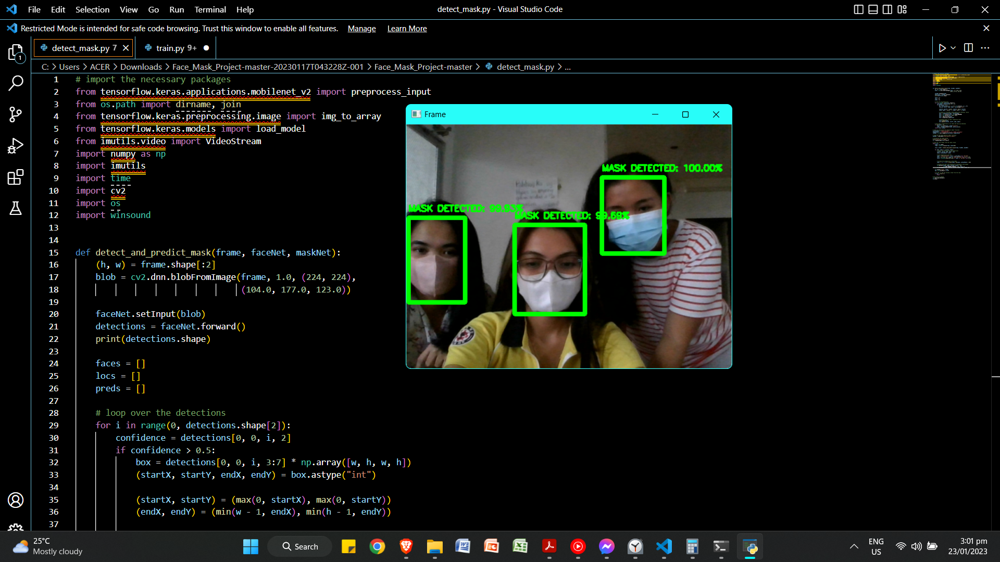 File Edit Selection View Go Run Terminal Help
detect_mask.py - Visual Studio Code
Restricted Mode is intended for safe code browsing. Trust this window to enable all features. Manage Learn More
detect_mask.py 7
train.py 9+
1
C: > Users > ACER > Downloads > Face_Mask_Project-master-20230117T043228Z-001 > Face_Mask_Project-master > detect_mask.py > ...
1 # import the necessary packages
2 from tensorflow.keras.applications.mobilenet_v2 import preprocess_input
3 from os.path import dirname, join
4 from tensorflow.keras.preprocessing.image import img_to_array
5 from tensorflow.keras.models import load_model
6 from imutils.video import VideoStream
7 import numpy as np
8 import imutils
9 import time
10 import cv2
11 import os
12 import winsound
13
14
15 def detect_and_predict_mask(frame, faceNet, maskNet):
16 (h, w) = frame.shape[:2]
17 blob = cv2.dnn.blobFromImage(frame, 1.0, (224, 224),
18 (104.0, 177.0, 123.0))
19
20 faceNet.setInput(blob)
21 detections = faceNet.forward()
22 print(detections.shape)
23
24 faces = []
25 locs = []
26 preds = []
27
28 # loop over the detections
29 for i in range(0, detections.shape[2]):
30 confidence = detections[0, 0, i, 2]
31 if confidence > 0.5:
32 box = detections[0, 0, i, 3:7] * np.array([w, h, w, h])
33 (startX, startY, endX, endY) = box.astype("int")
34
35 (startX, startY) = (max(0, startX), max(0, startY))
36 (endX, endY) = (min(w - 1, endX), min(h - 1, endY))
37
Frame
MASK DETECTED: 100.00%
MASK DETECTED: 99.93%
MASK DETECTED: 99.69%
25°C
Mostly cloudy
Search
ENG
US
3:01 pm
23/01/2023